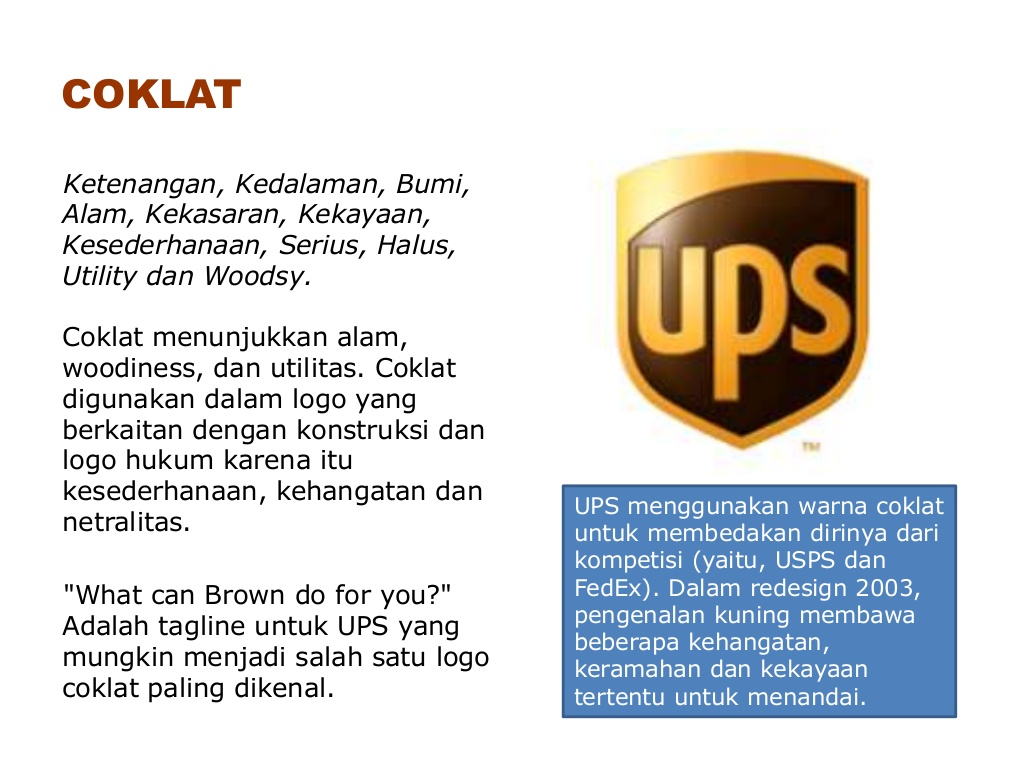 COKLAT
Ketenangan, Kedalaman, Bumi,
Alam, Kekasaran, Kekayaan,
Kesederhanaan, Serius, Halus,
Utility dan Woodsy.
Coklat menunjukkan alam,
woodiness, dan utilitas. Coklat
digunakan dalam logo yang
berkaitan dengan konstruksi dan
logo hukum karena itu
kesederhanaan, kehangatan dan
netralitas.
"What can Brown do for you?"
Adalah tagline untuk UPS yang
mungkin menjadi salah satu logo
coklat paling dikenal.
ups
TM
UPS menggunakan warna coklat
untuk membedakan dirinya dari
kompetisi (yaitu, USPS dan
FedEx). Dalam redesign 2003,
pengenalan kuning membawa
beberapa kehangatan,
keramahan dan kekayaan
tertentu untuk menandai.